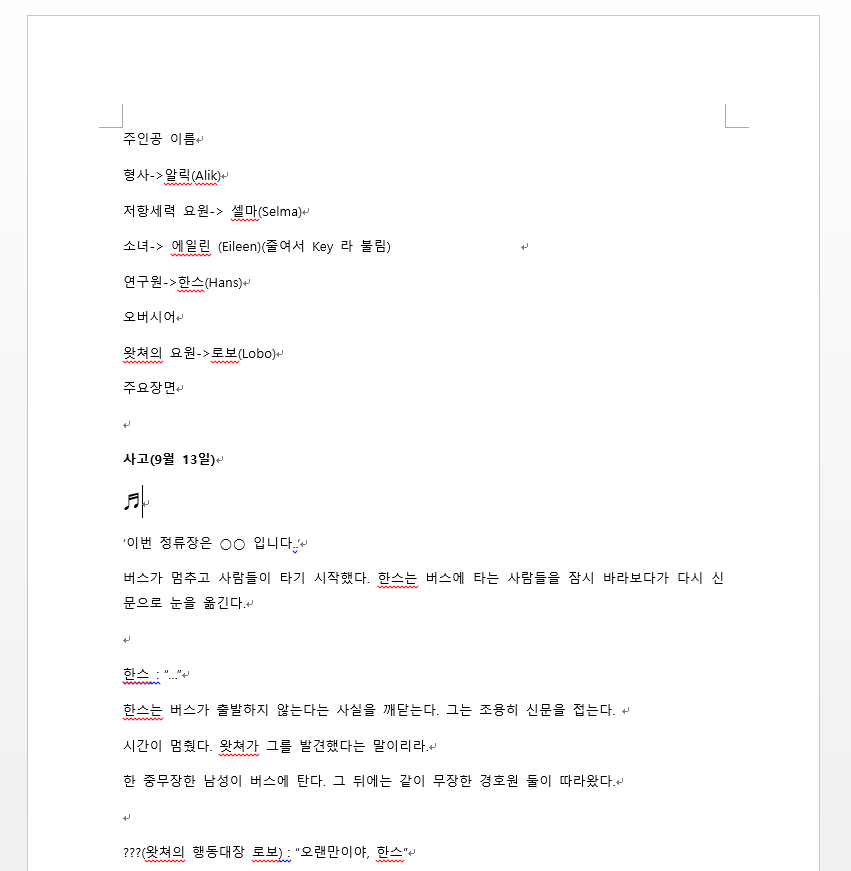 주인공 이름
형사->알릭(Alik)
저항세력 요원-> 셀마(Selma)
소녀-> 에일린 (Eileen)(줄여서 Key 라 불림)
연구원->한스(Hans)
오버시어
왓쳐의 요원->로보(Lobo)
주요장면
사고(9월 13일)
♬
'이번 정류장은 ○○ 입니다..'
버스가 멈추고 사람들이 타기 시작했다. 한스는 버스에 타는 사람들을 잠시 바라보다가 다시 신
문으로 눈을 옮긴다.
한스 : “…”
한스는 버스가 출발하지 않는다는 사실을 깨닫는다. 그는 조용히 신문을 접는다.
시간이 멈췄다. 왓쳐가 그를 발견했다는 말이리라.
한 중무장한 남성이 버스에 탄다. 그 뒤에는 같이 무장한 경호원 둘이 따라왔다.
???(왓쳐의 행동대장 로보) : “오랜만이야, 한스”